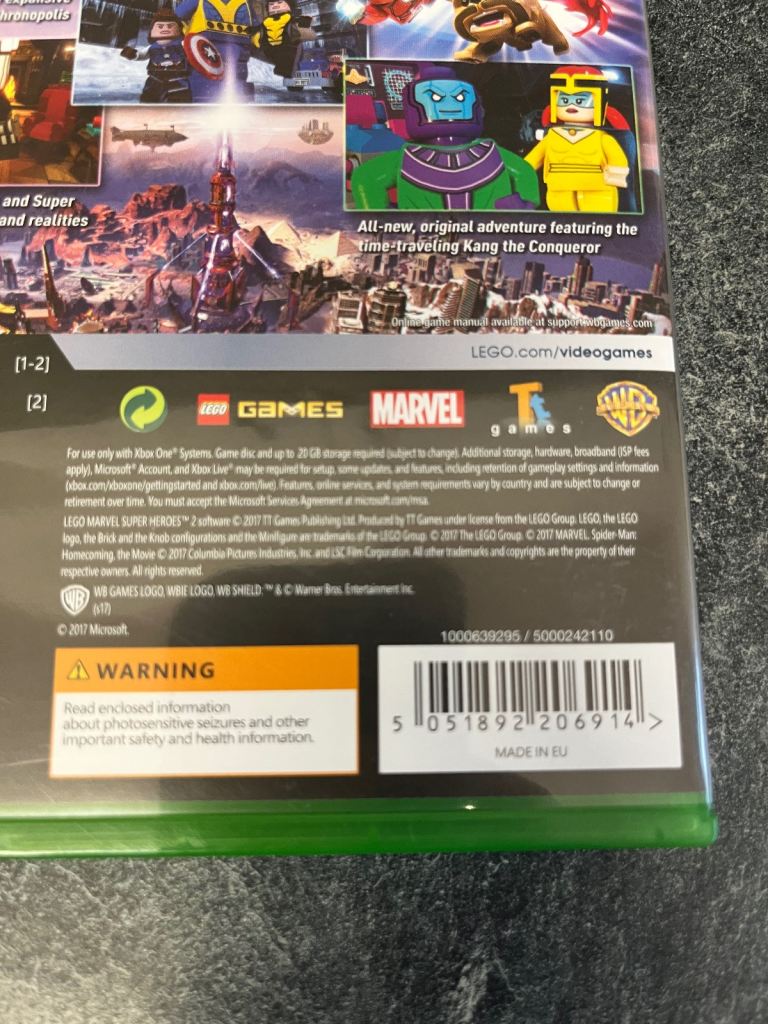 expansive
hronopolis
and Super
and realities
All-new, original adventure featuring the
time-traveling Kang the Conqueror
Online game manual available at support.wbgames.com
LEGO.com/videogames
[1-2]
[2]
LEGO GAMES MARVEL T games WB
For use only with Xbox One® Systems. Game disc and up to 20 GB storage required (subject to change). Additional storage, hardware, broadband (ISP fees
apply), Microsoft® Account, and Xbox Live® may be required for setup, some updates, and features, including retention of gameplay settings and information
(xbox.com/xboxone/gettingstarted and xbox.com/live). Features, online services, and system requirements vary by country and are subject to change or
retirement over time. You must accept the Microsoft Services Agreement at microsoft.com/msa.
LEGO MARVEL SUPER HEROES™ 2 software © 2017 TT Games Publishing Ltd. Produced by TT Games under license from the LEGO Group. LEGO, the LEGO
logo, the Brick and the Knob configurations and the Minifigure are trademarks of the LEGO Group. © 2017 The LEGO Group. © 2017 MARVEL. Spider-Man:
Homecoming, the Movie © 2017 Columbia Pictures Industries, Inc. and LSC Film Corporation. All other trademarks and copyrights are the property of their
respective owners. All rights reserved.
WB WB GAMES LOGO, WBIE LOGO, WB SHIELD: ™ & © Warner Bros. Entertainment Inc.
(s17)
© 2017 Microsoft.
1000639295 / 5000242110
WARNING
Read enclosed information
about photosensitive seizures and other
important safety and health information.
5 051892 206914 >
MADE IN EU